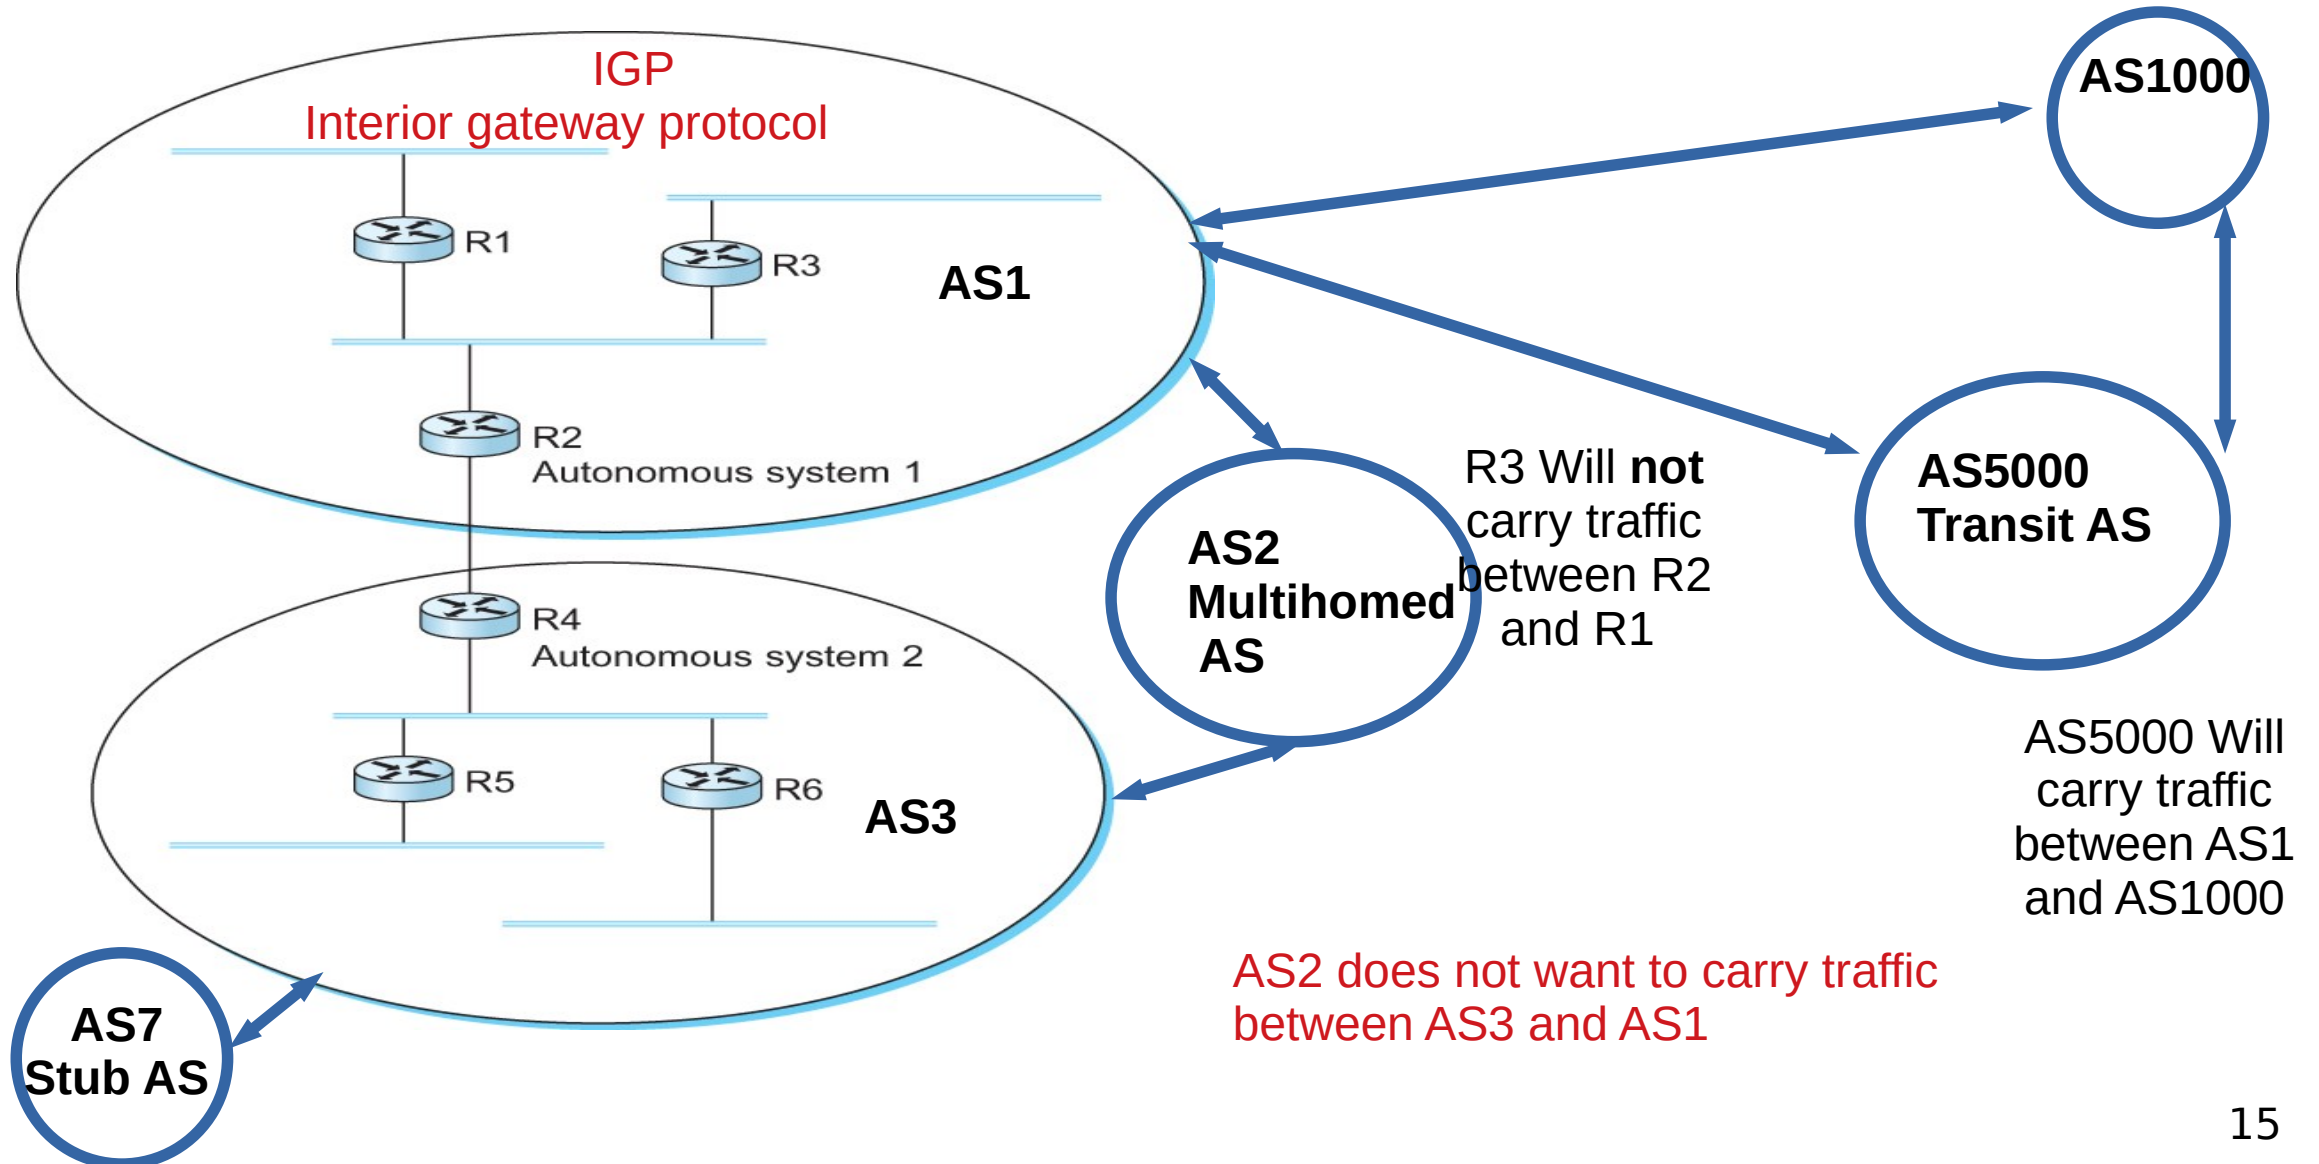 IGP
Interior gateway protocol
R1
R3
AS1
R2
Autonomous system 1
R4
Autonomous system 2
R5
R6
AS3
AS7
Stub AS
AS1000
AS2
Multihomed
AS
R3 Will not
carry traffic
between R2
and R1
AS5000
Transit AS
AS5000 Will
carry traffic
between AS1
and AS1000
AS2 does not want to carry traffic
between AS3 and AS1
15